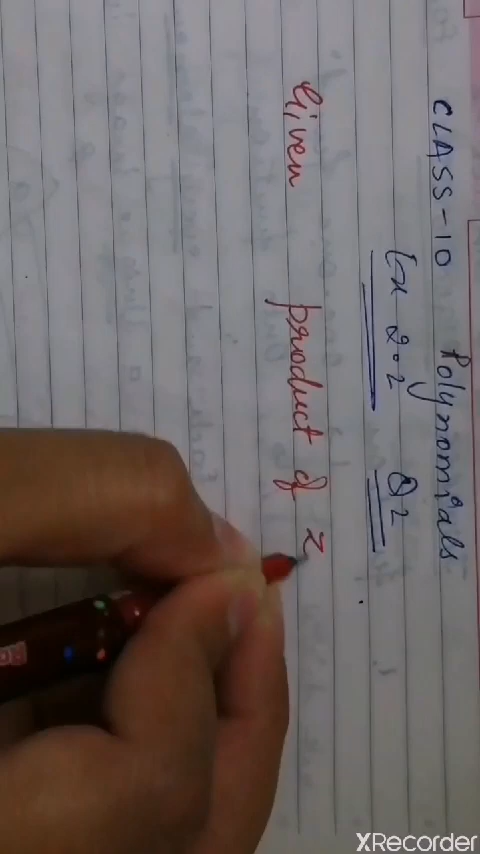 CLASS-10 Polynomials
Ex 2.2 Q2
Given product of z
XRecorder